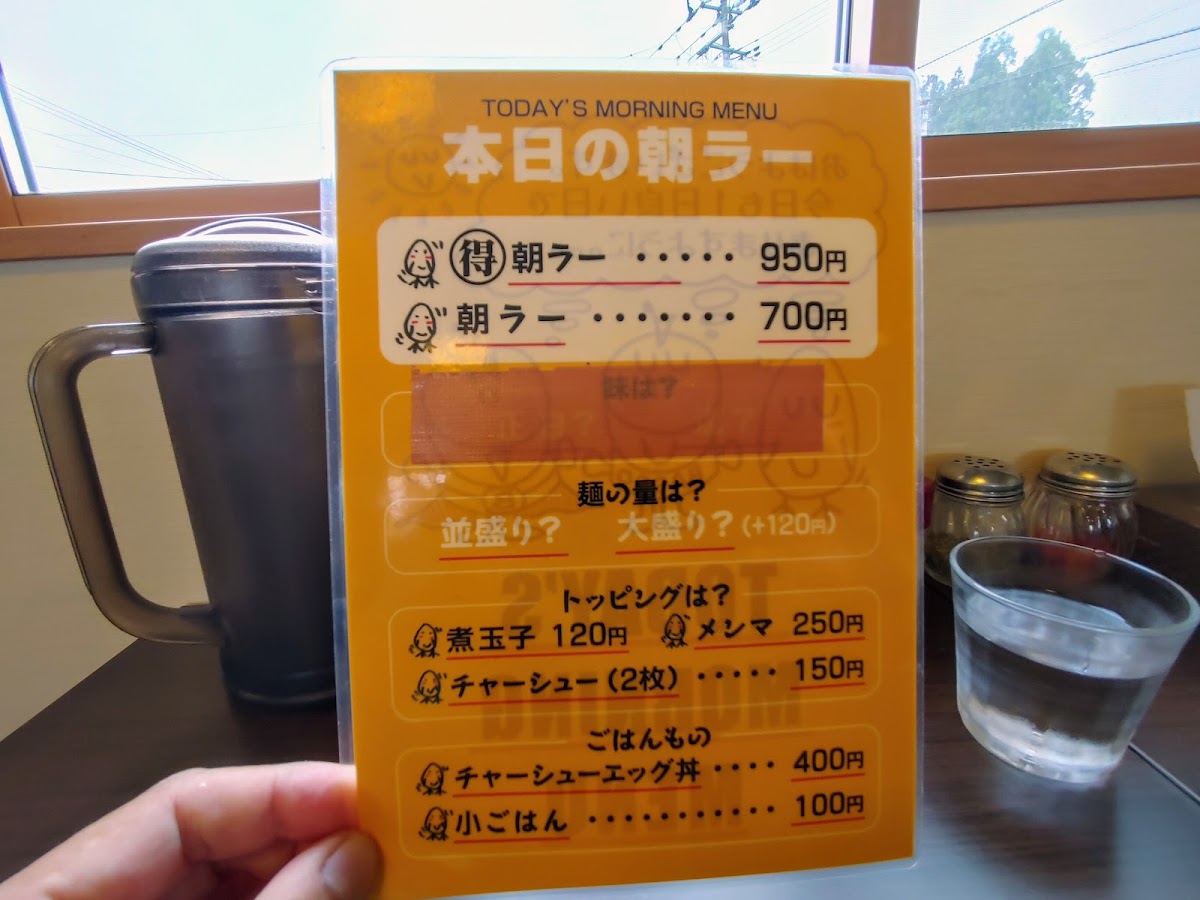 TODAY'S MORNING MENU
本日の朝ラー
得 朝ラー ・・・・・ 950円
朝ラー ・・・・・・・ 700円
味は?
麺の量は?
並盛り? 大盛り? (+120円)
トッピングは?
煮玉子 120円 メンマ 250円
チャーシュー(2枚) ・・・・・ 150円
ごはんもの
チャーシューエッグ丼 ・・・・ 400円
小ごはん ・・・・・・・・・・・ 100円